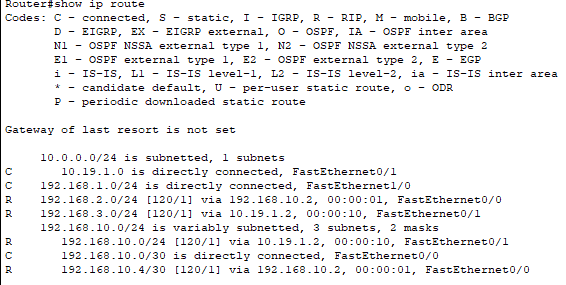 Router#show ip route
Codes: C - connected, S - static, I - IGRP, R - RIP, M - mobile, B - BGP
D - EIGRP, EX - EIGRP external, O - OSPF, IA - OSPF inter area
N1 - OSPF NSSA external type 1, N2 - OSPF NSSA external type 2
E1 - OSPF external type 1, E2 - OSPF external type 2, E - EGP
i - IS-IS, L1 - IS-IS level-1, L2 - IS-IS level-2, ia - IS-IS inter area
* - candidate default, U - per-user static route, o - ODR
P - periodic downloaded static route
Gateway of last resort is not set
10.0.0.0/24 is subnetted, 1 subnets
C 10.19.1.0 is directly connected, FastEthernet0/1
C 192.168.1.0/24 is directly connected, FastEthernet1/0
R 192.168.2.0/24 [120/1] via 192.168.10.2, 00:00:01, FastEthernet0/0
R 192.168.3.0/24 [120/1] via 10.19.1.2, 00:00:10, FastEthernet0/1
192.168.10.0/24 is variably subnetted, 3 subnets, 2 masks
R 192.168.10.0/24 [120/1] via 10.19.1.2, 00:00:10, FastEthernet0/1
C 192.168.10.0/30 is directly connected, FastEthernet0/0
R 192.168.10.4/30 [120/1] via 192.168.10.2, 00:00:01, FastEthernet0/0